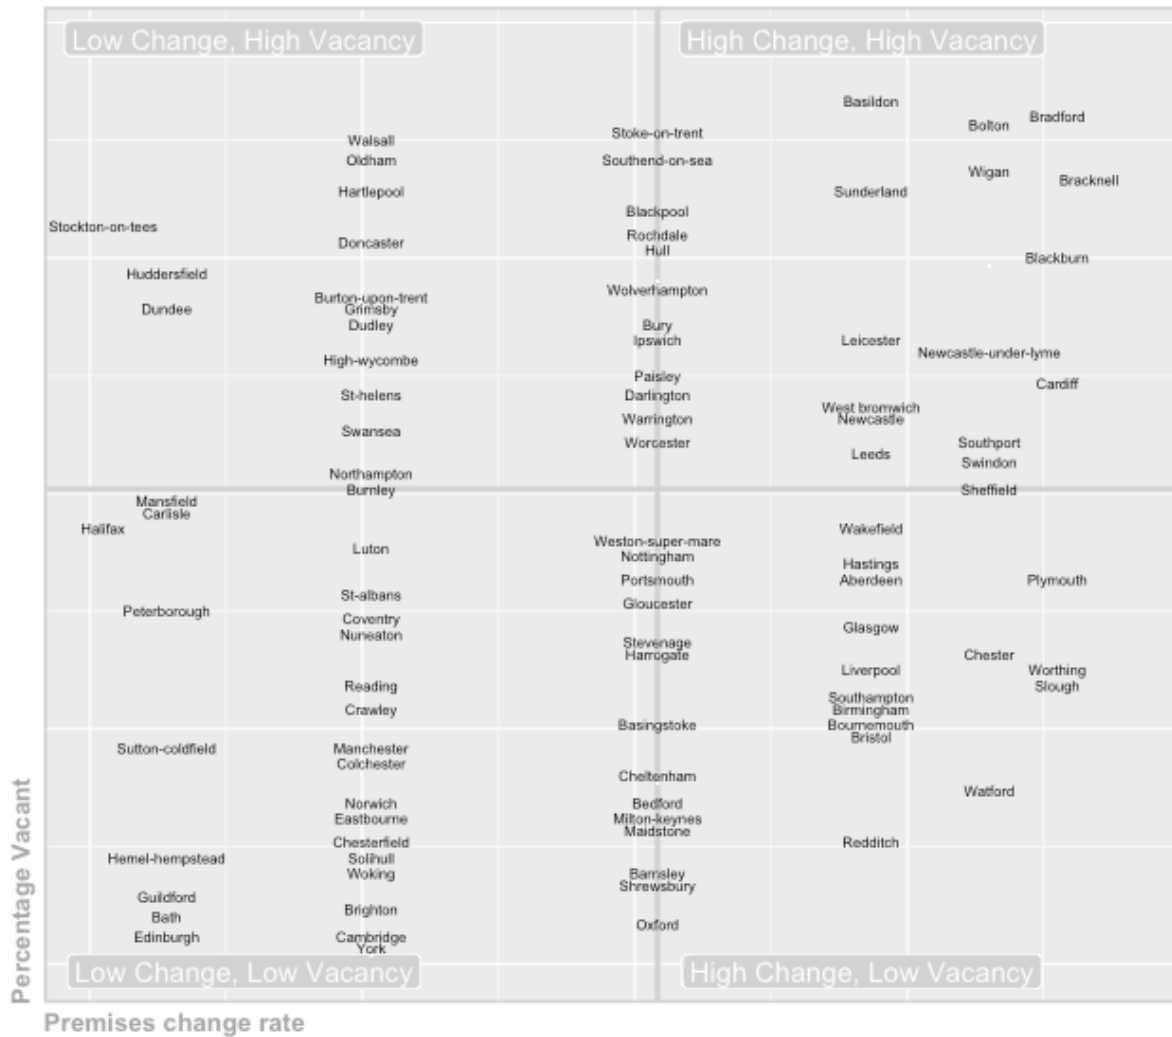 Low Change, High Vacancy
High Change, High Vacancy
Basildon
Bradford
Bolton
Stoke-on-trent
Walsall
Oldham
Southend-on-sea
Wigan
Bracknell
Hartlepool
Sunderland
Blackpool
Stockton-on-tees
Rochdale
Doncaster
Hull
Blackburn
Huddersfield
Wolverhampton
Burton-upon-trent
Dundee
Grimsby
Dudley
Bury
Ipswich
Leicester
Newcastle-under-lyme
High-wycombe
Paisley
Cardiff
St-helens
Darlington
West bromwich
Warrington
Newcastle
Swansea
Worcester
Southport
Leeds
Swindon
Northampton
Burnley
Sheffield
Mansfield
Carlisle
Halifax
Wakefield
Weston-super-mare
Luton
Nottingham
Hastings
Portsmouth
Aberdeen
Plymouth
St-albans
Gloucester
Peterborough
Coventry
Glasgow
Nuneaton
Stevenage
Harrogate
Chester
Liverpool
Worthing
Reading
Slough
Southampton
Crawley
Birmingham
Basingstoke
Bournemouth
Bristol
Sutton-coldfield
Manchester
Colchester
Cheltenham
Watford
Norwich
Bedford
Eastbourne
Milton-keynes
Maidstone
Chesterfield
Redditch
Hemel-hempstead
Solihull
Woking
Barnsley
Shrewsbury
Guildford
Brighton
Bath
Oxford
Edinburgh
Cambridge
York
Low Change, Low Vacancy
High Change, Low Vacancy
Percentage Vacant
Premises change rate